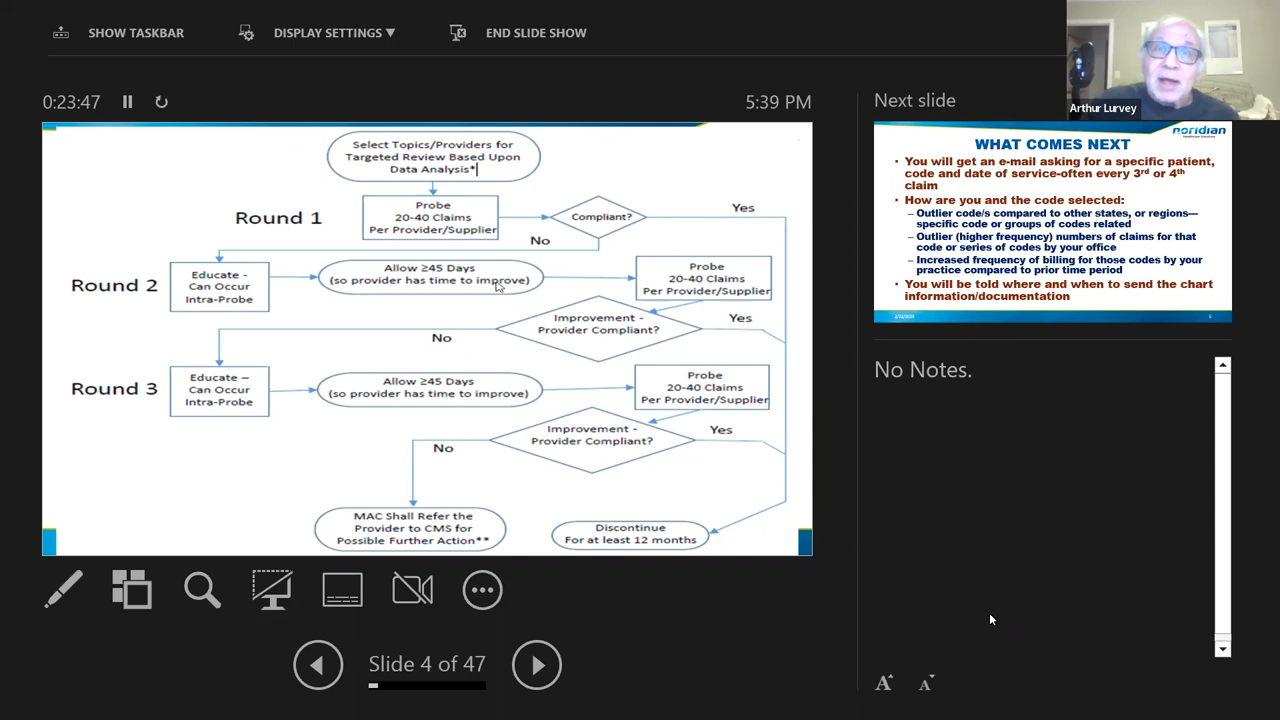 SHOW TASKBAR
DISPLAY SETTINGS ▼
END SLIDE SHOW
Arthur Lurvey
0:23:47
5:39 PM
Next slide
Select Topics/Providers for
Targeted Review Based Upon
Data Analysis*
Round 1
Probe
20-40 Claims
Per Provider/Supplier
Compliant?
Yes
No
Round 2
Educate -
Can Occur
Intra-Probe
Allow ≥45 Days
(so provider has time to improve)
Probe
20-40 Claims
Per Provider/Supplier
Improvement -
Provider Compliant?
Yes
No
Round 3
Educate –
Can Occur
Intra-Probe
Allow ≥45 Days
(so provider has time to improve)
Probe
20-40 Claims
Per Provider/Supplier
Improvement -
Provider Compliant?
Yes
No
MAC Shall Refer the
Provider to CMS for
Possible Further Action**
Discontinue
For at least 12 months
noridian
Healthcare Solutions
WHAT COMES NEXT
• You will get an e-mail asking for a specific patient,
code and date of service-often every 3rd or 4th
claim
• How are you and the code selected:
– Outlier code/s compared to other states, or regions---
specific code or groups of codes related
– Outlier (higher frequency) numbers of claims for that
code or series of codes by your office
– Increased frequency of billing for those codes by your
practice compared to prior time period
• You will be told where and when to send the chart
information/documentation
No Notes.
Slide 4 of 47
A A